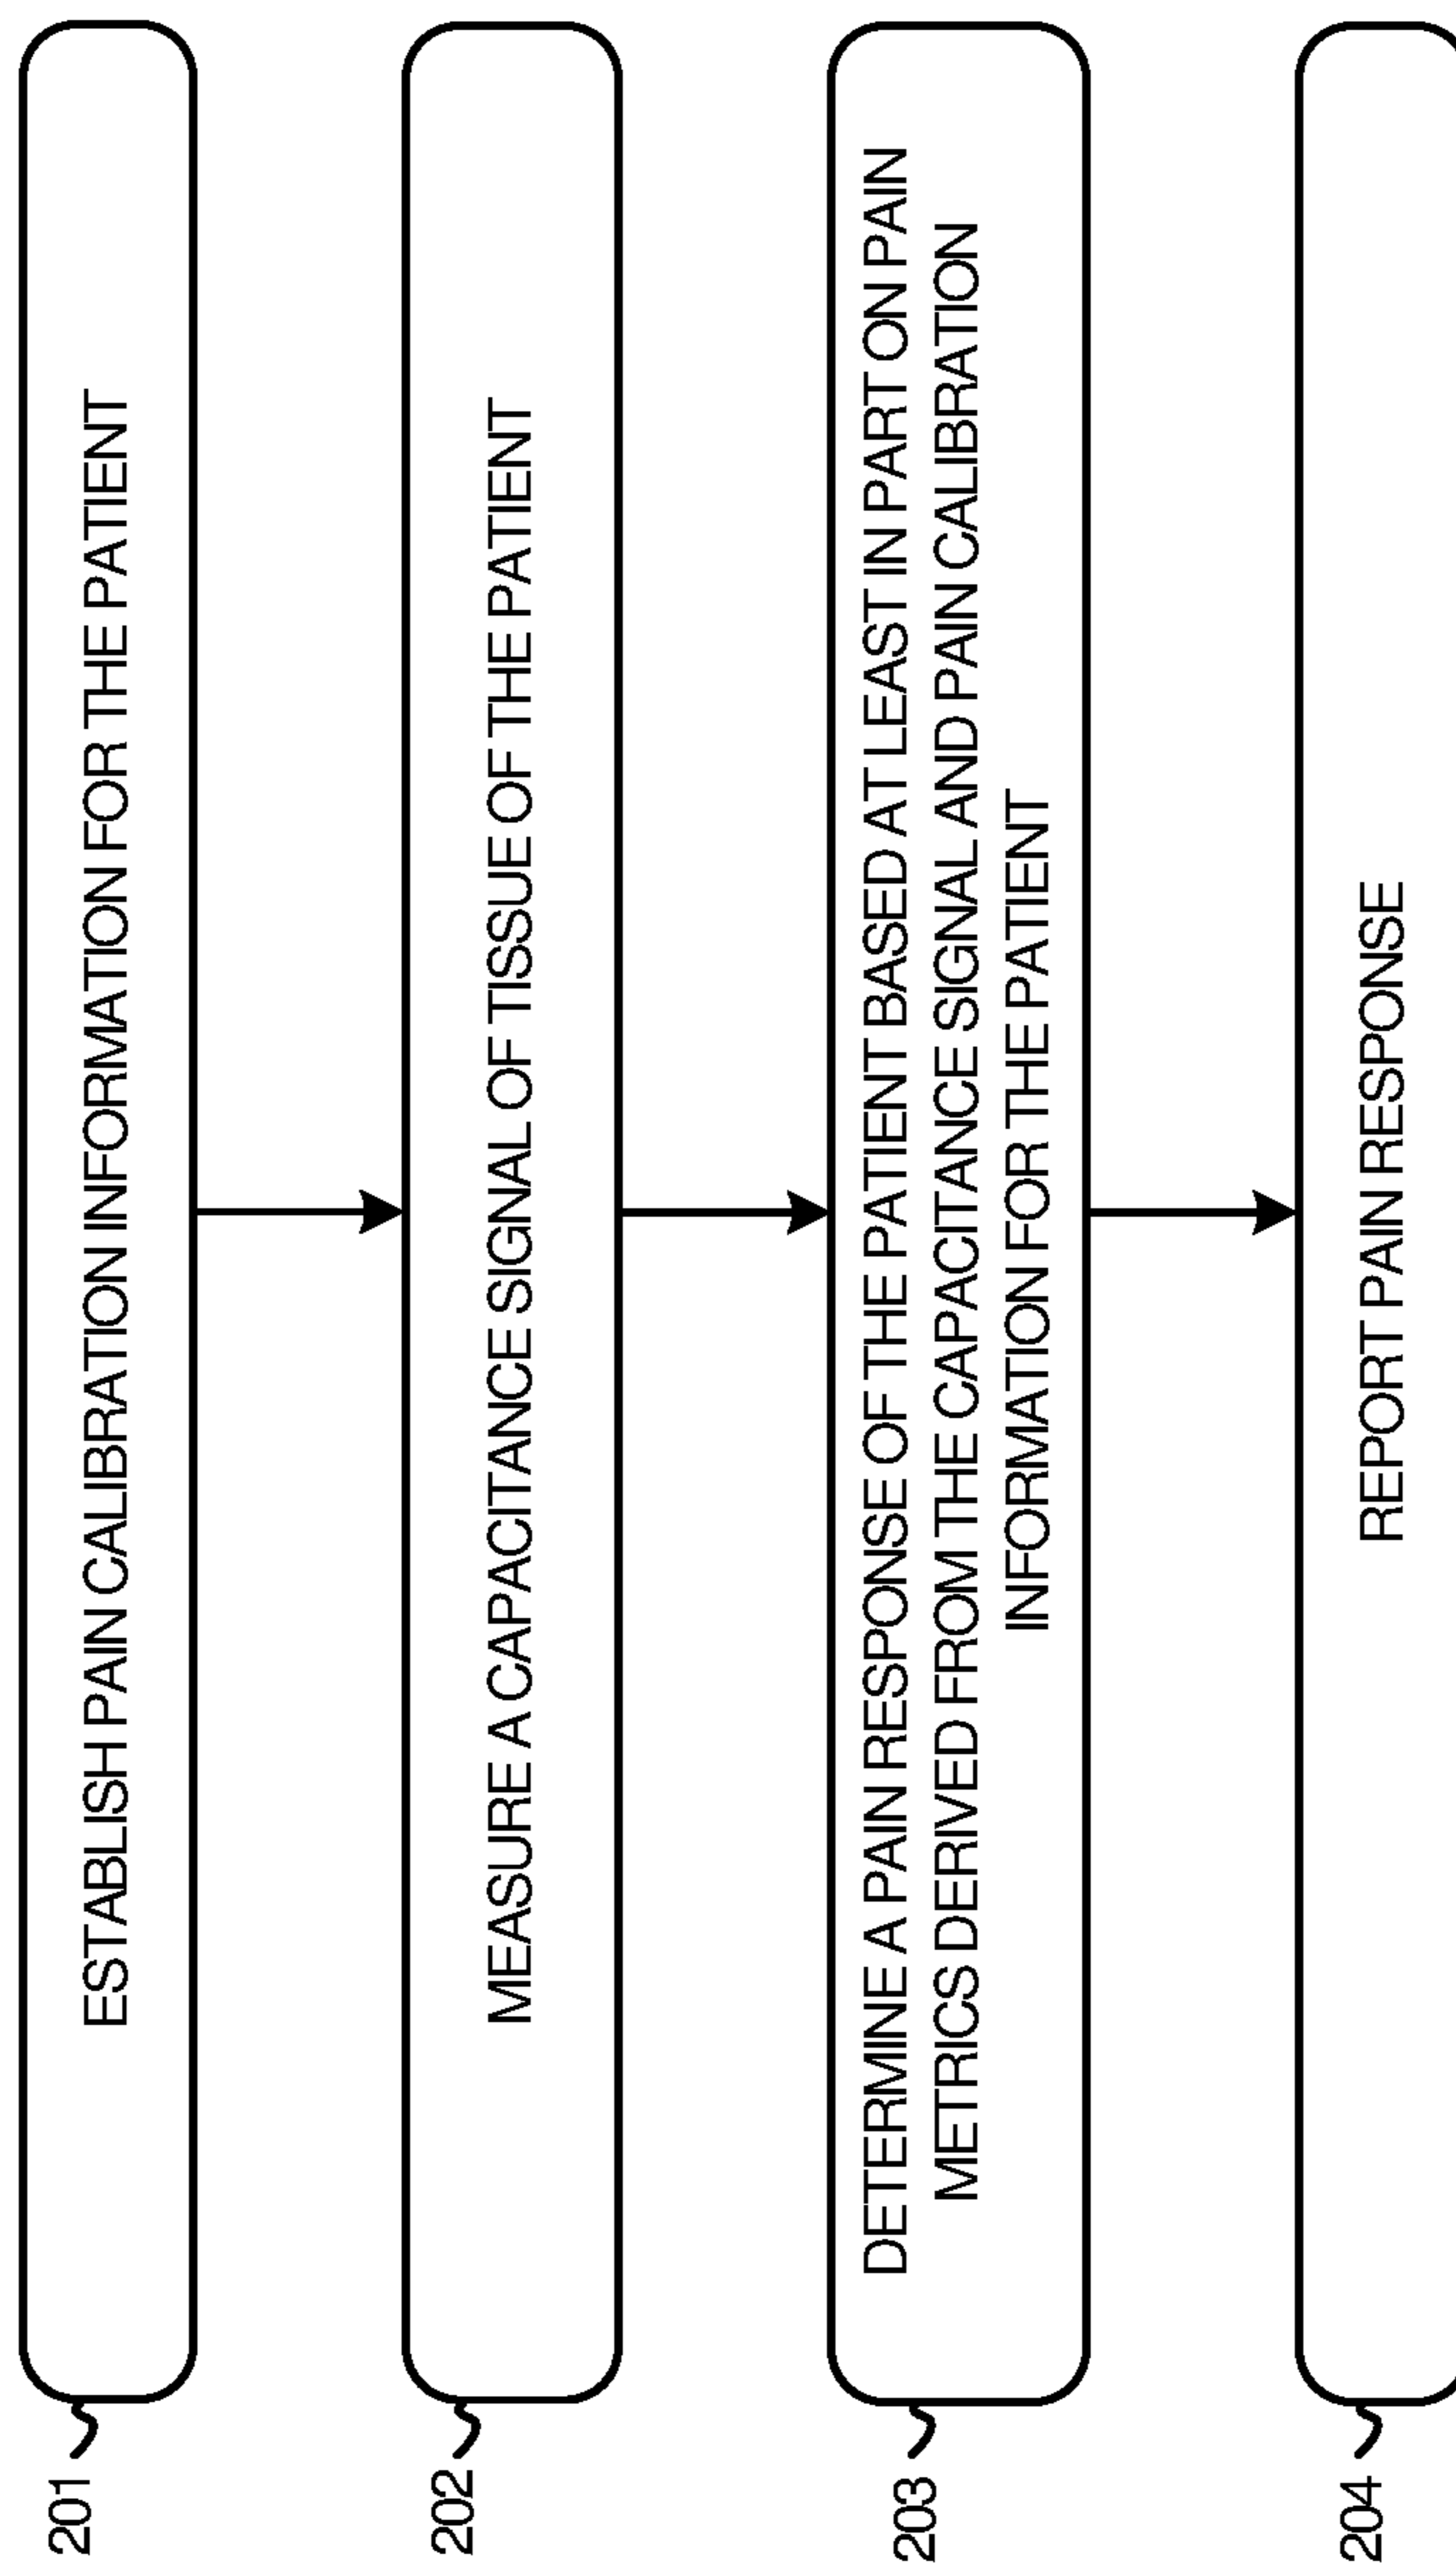 201
ESTABLISH PAIN CALIBRATION INFORMATION FOR THE PATIENT
202
MEASURE A CAPACITANCE SIGNAL OF TISSUE OF THE PATIENT
203
DETERMINE A PAIN RESPONSE OF THE PATIENT BASED AT LEAST IN PART ON PAIN
METRICS DERIVED FROM THE CAPACITANCE SIGNAL AND PAIN CALIBRATION
INFORMATION FOR THE PATIENT
204
REPORT PAIN RESPONSE